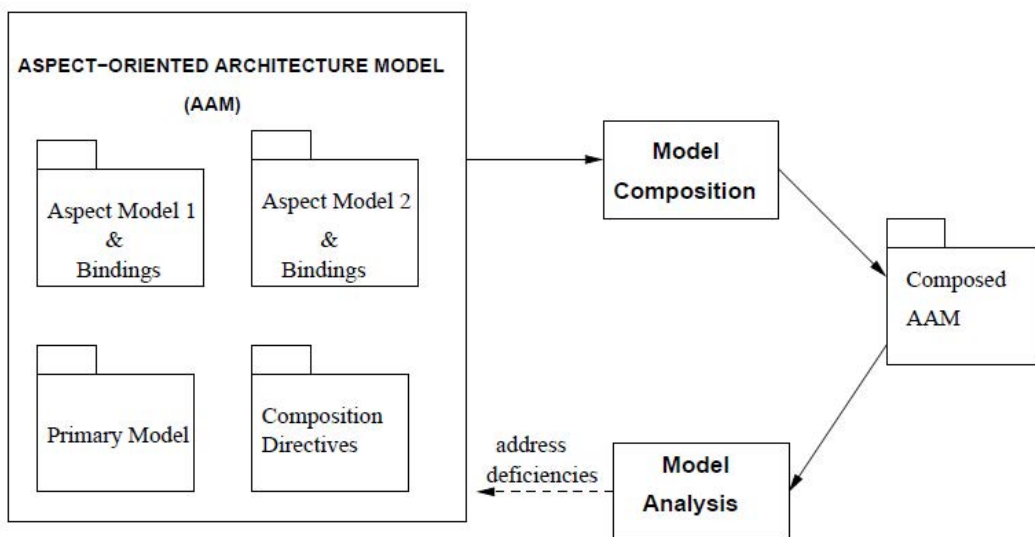 ASPECT−ORIENTED ARCHITECTURE MODEL
(AAM)
Aspect Model 1
&
Bindings
Aspect Model 2
&
Bindings
Primary Model
Composition
Directives
Model
Composition
Composed
AAM
address
deficiencies
Model
Analysis